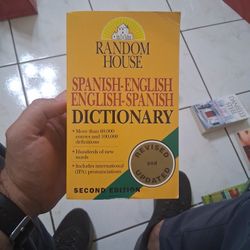 RANDOM
HOUSE
SPANISH-ENGLISH
ENGLISH-SPANISH
DICTIONARY
• More than 60,000
entries and 100,000
definitions
• Hundreds of new
words
• Includes international
(IPA) pronunciations
REVISED
and
UPDATED
SECOND EDITION